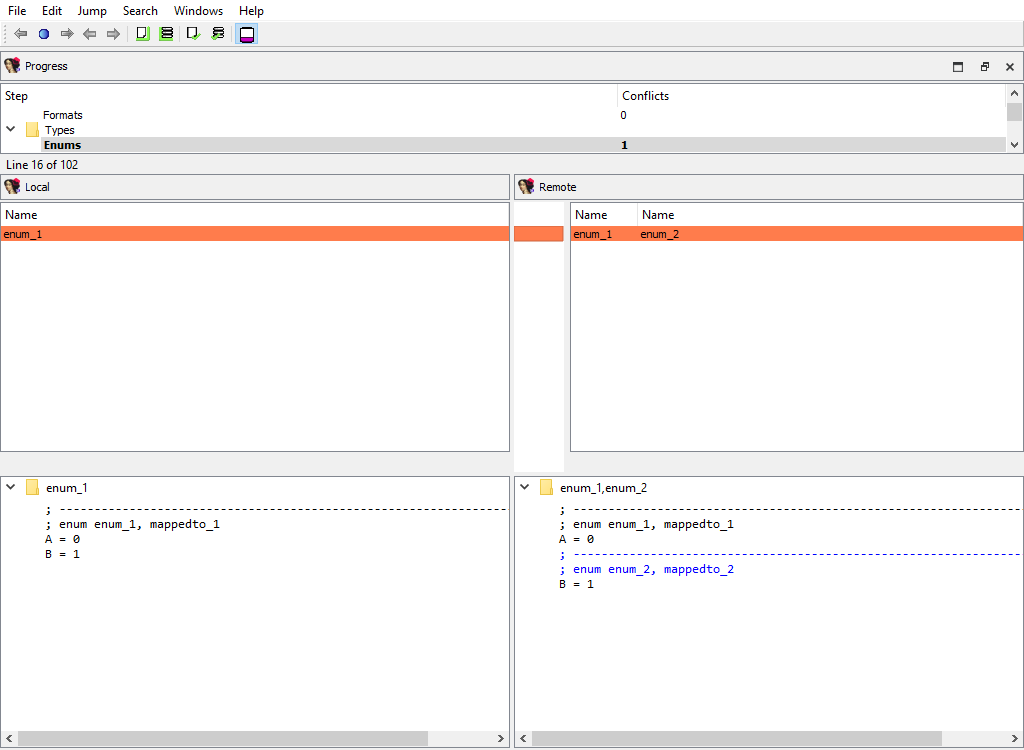 File Edit Jump Search Windows Help
Progress
Step Conflicts
Formats 0
Types
Enums 1
Line 16 of 102
Local
Remote
Name
Name Name
enum_1
enum_1 enum_2
enum_1
; ----------------------------------------------------------------
; enum enum_1, mappedto_1
A = 0
B = 1
enum_1,enum_2
; ----------------------------------------------------------------
; enum enum_1, mappedto_1
A = 0
; ----------------------------------------------------------------
; enum enum_2, mappedto_2
B = 1